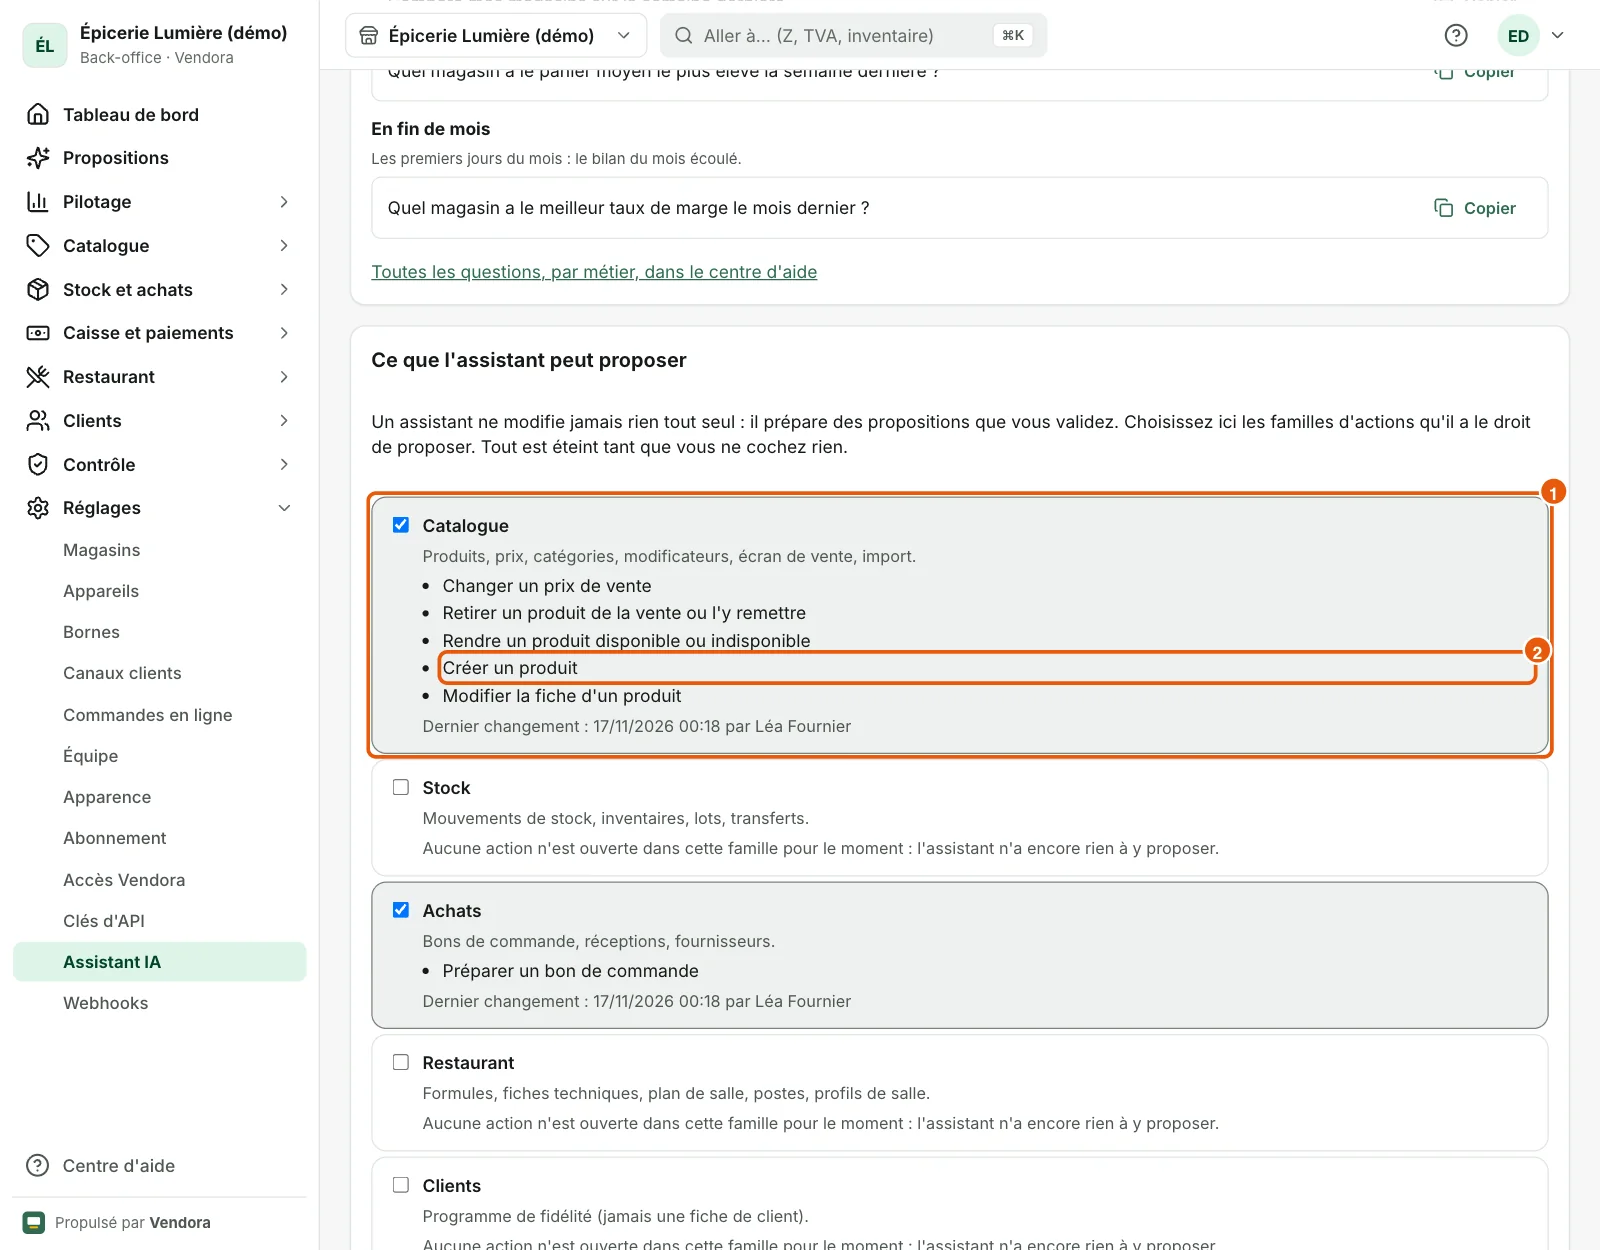 ÉL
Épicerie Lumière (démo)
Back-office · Vendora
Tableau de bord
Propositions
Pilotage
Catalogue
Stock et achats
Caisse et paiements
Restaurant
Clients
Contrôle
Réglages
Magasins
Appareils
Bornes
Canaux clients
Commandes en ligne
Équipe
Apparence
Abonnement
Accès Vendora
Clés d'API
Assistant IA
Webhooks
Centre d'aide
Propulsé par Vendora
Épicerie Lumière (démo)
Aller à... (Z, TVA, inventaire)
⌘K
ED
Quel magasin a le panier moyen le plus élevé la semaine dernière ?
Copier
En fin de mois
Les premiers jours du mois : le bilan du mois écoulé.
Quel magasin a le meilleur taux de marge le mois dernier ?
Copier
Toutes les questions, par métier, dans le centre d'aide
Ce que l'assistant peut proposer
Un assistant ne modifie jamais rien tout seul : il prépare des propositions que vous validez. Choisissez ici les familles d'actions qu'il a le droit
de proposer. Tout est éteint tant que vous ne cochez rien.
1
Catalogue
Produits, prix, catégories, modificateurs, écran de vente, import.
• Changer un prix de vente
• Retirer un produit de la vente ou l'y remettre
• Rendre un produit disponible ou indisponible
2
• Créer un produit
• Modifier la fiche d'un produit
Dernier changement : 17/11/2026 00:18 par Léa Fournier
Stock
Mouvements de stock, inventaires, lots, transferts.
Aucune action n'est ouverte dans cette famille pour le moment : l'assistant n'a encore rien à y proposer.
Achats
Bons de commande, réceptions, fournisseurs.
• Préparer un bon de commande
Dernier changement : 17/11/2026 00:18 par Léa Fournier
Restaurant
Formules, fiches techniques, plan de salle, postes, profils de salle.
Aucune action n'est ouverte dans cette famille pour le moment : l'assistant n'a encore rien à y proposer.
Clients
Programme de fidélité (jamais une fiche de client).
Aucune action n'est ouverte dans cette famille pour le moment : l'assistant n'a encore rien à y proposer.